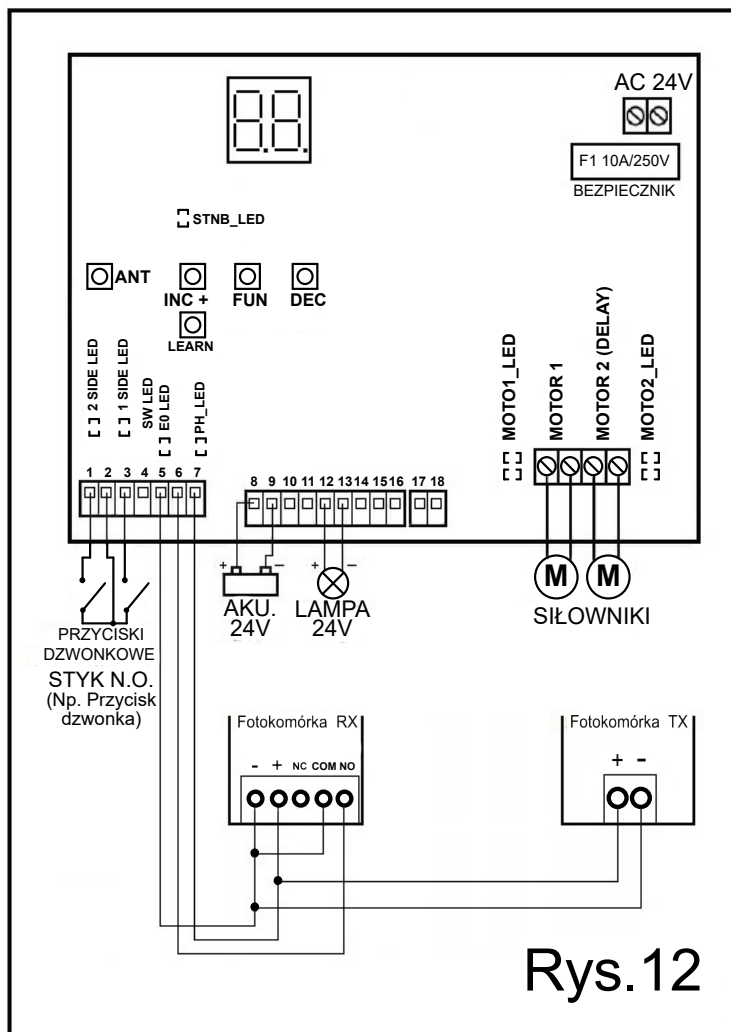 AC 24V
F1 10A/250V
BEZPIECZNIK
STNB_LED
ANT
INC +
FUN
DEC
LEARN
2 SIDE LED
1 SIDE LED
SW LED
E0 LED
PH_LED
MOTO1_LED
MOTOR 1
MOTOR 2 (DELAY)
MOTO2_LED
1 2 3 4 5 6 7
8 9 10 11 12 13 14 15 16 17 18
+ − + −
AKU.
24V
LAMPA
24V
M M
SIŁOWNIKI
PRZYCISKI
DZWONKOWE
STYK N.O.
(Np. Przycisk
dzwonka)
Fotokomórka RX
- + NC COM NO
Fotokomórka TX
+ -
Rys.12